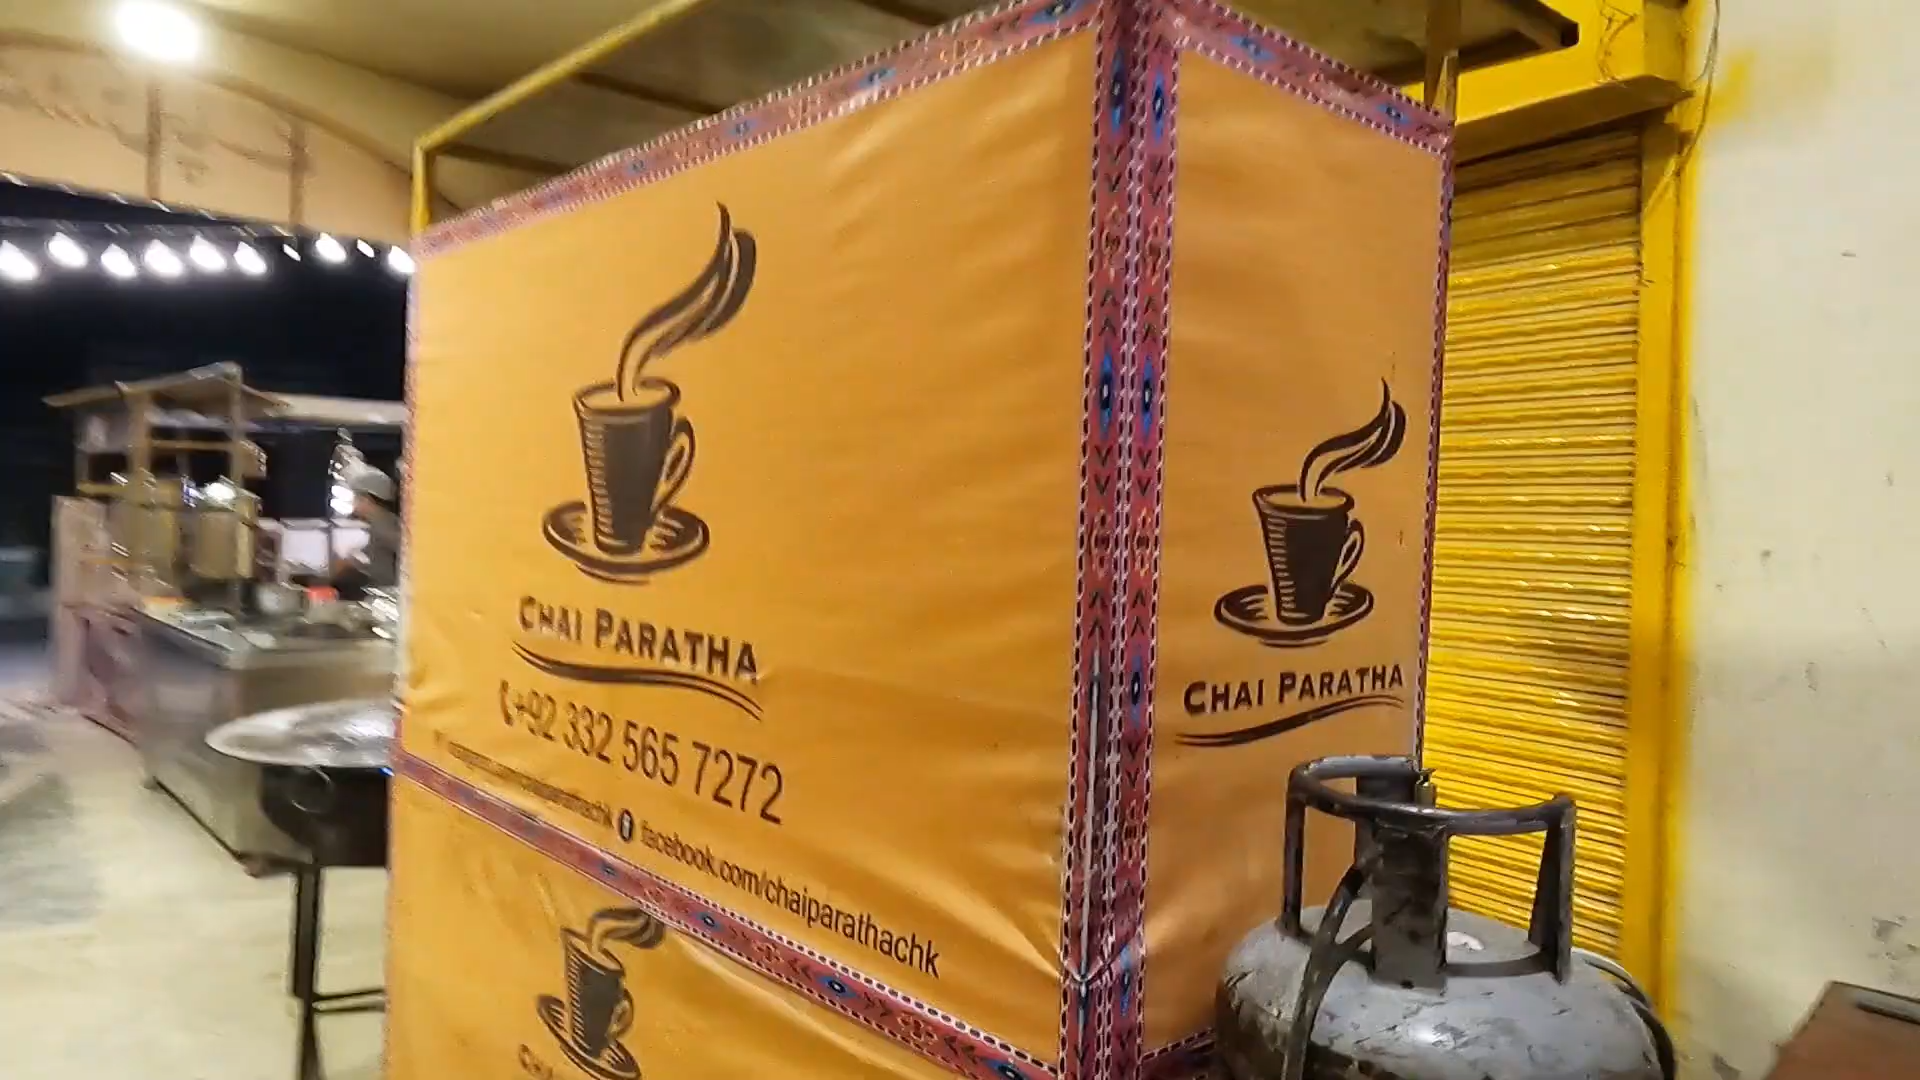 CHAI PARATHA
+92 332 565 7272
facebook.com/chaiparathachk
CHAI PARATHA